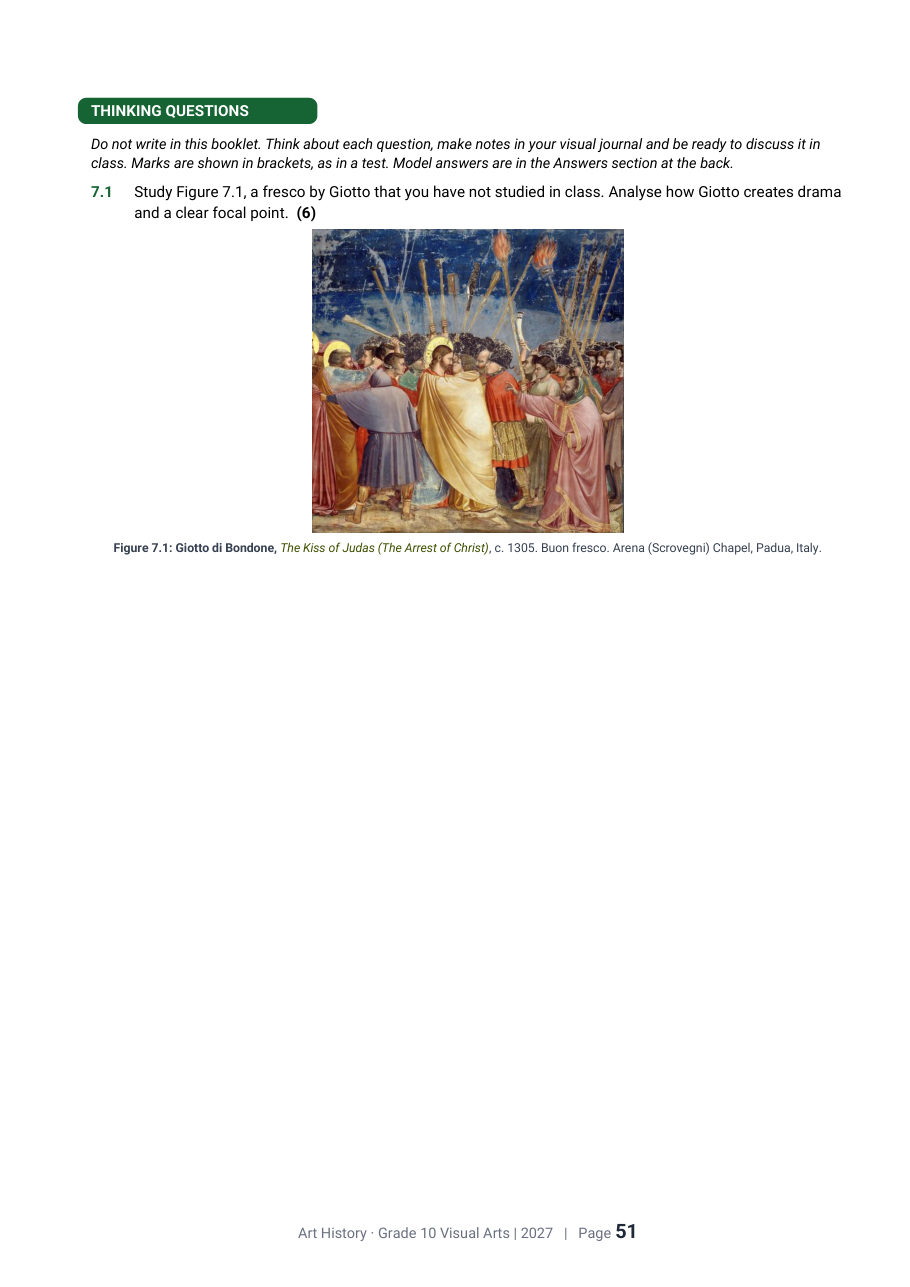 THINKING QUESTIONS
Do not write in this booklet. Think about each question, make notes in your visual journal and be ready to discuss it in
class. Marks are shown in brackets, as in a test. Model answers are in the Answers section at the back.
7.1 Study Figure 7.1, a fresco by Giotto that you have not studied in class. Analyse how Giotto creates drama
and a clear focal point. (6)
Figure 7.1: Giotto di Bondone, The Kiss of Judas (The Arrest of Christ), c. 1305. Buon fresco. Arena (Scrovegni) Chapel, Padua, Italy.
Art History · Grade 10 Visual Arts | 2027 | Page 51